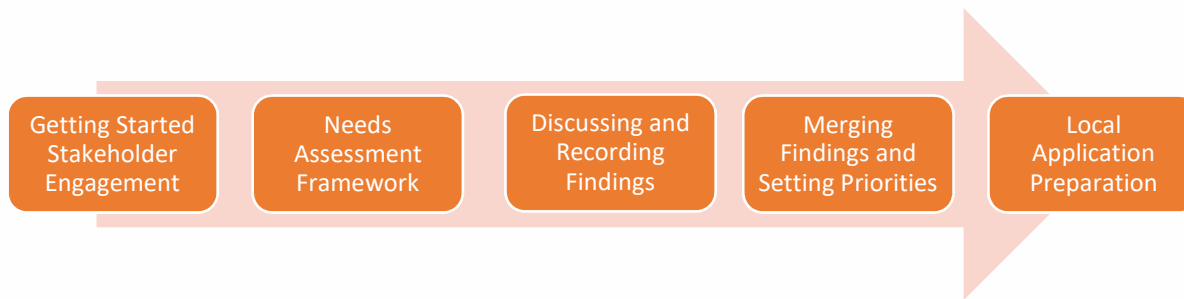 Getting Started
Stakeholder
Engagement
Needs
Assessment
Framework
Discussing and
Recording
Findings
Merging
Findings and
Setting Priorities
Local
Application
Preparation